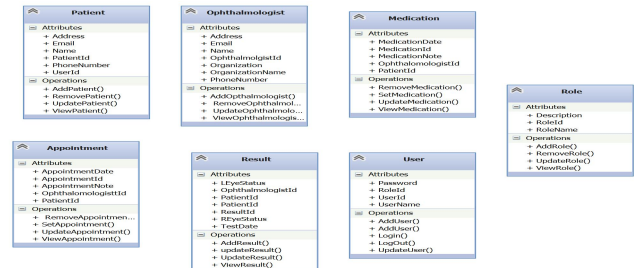 Patient
Attributes
+ Address
+ Email
+ Name
+ PatientId
+ PhoneNumber
+ UserId
Operations
+ AddPatient()
+ RemovePatient()
+ UpdatePatient()
+ ViewPatient()
Ophthalmologist
Attributes
+ Address
+ Email
+ Name
+ OphthalmolgistId
+ Organization
+ OrganizationName
+ PhoneNumber
Operations
+ AddOpthalmologist()
+ RemoveOphthalmol...
+ UpdateOphthalmolo...
+ ViewOphthalmologis...
Medication
Attributes
+ MedicationDate
+ MedicationId
+ MedicationNote
+ OphthalomologistId
+ PatientId
Operations
+ RemoveMedication()
+ SetMedication()
+ UpdateMedication()
+ ViewMedication()
Role
Attributes
+ Description
+ RoleId
+ RoleName
Operations
+ AddRole()
+ RemoveRole()
+ UpdateRole()
+ ViewRole()
Appointment
Attributes
+ AppointmentDate
+ AppointmentId
+ AppointmentNote
+ OphthslomologisttId
+ PatientId
Operations
+ RemoveAppointmen...
+ SetAppointment()
+ UpdateAppointment()
+ ViewAppointment()
Result
Attributes
+ LEyeStatus
+ OphthalmologistId
+ PatientId
+ PatientId
+ ResultId
+ REyeStatus
+ TestDate
Operations
+ AddResult()
+ updateResult()
+ UpdateResult()
+ ViewResult()
User
Attributes
+ Password
+ RoleId
+ UserId
+ UserName
Operations
+ AddUser()
+ AddUser()
+ Login()
+ LogOut()
+ UpdateUser()